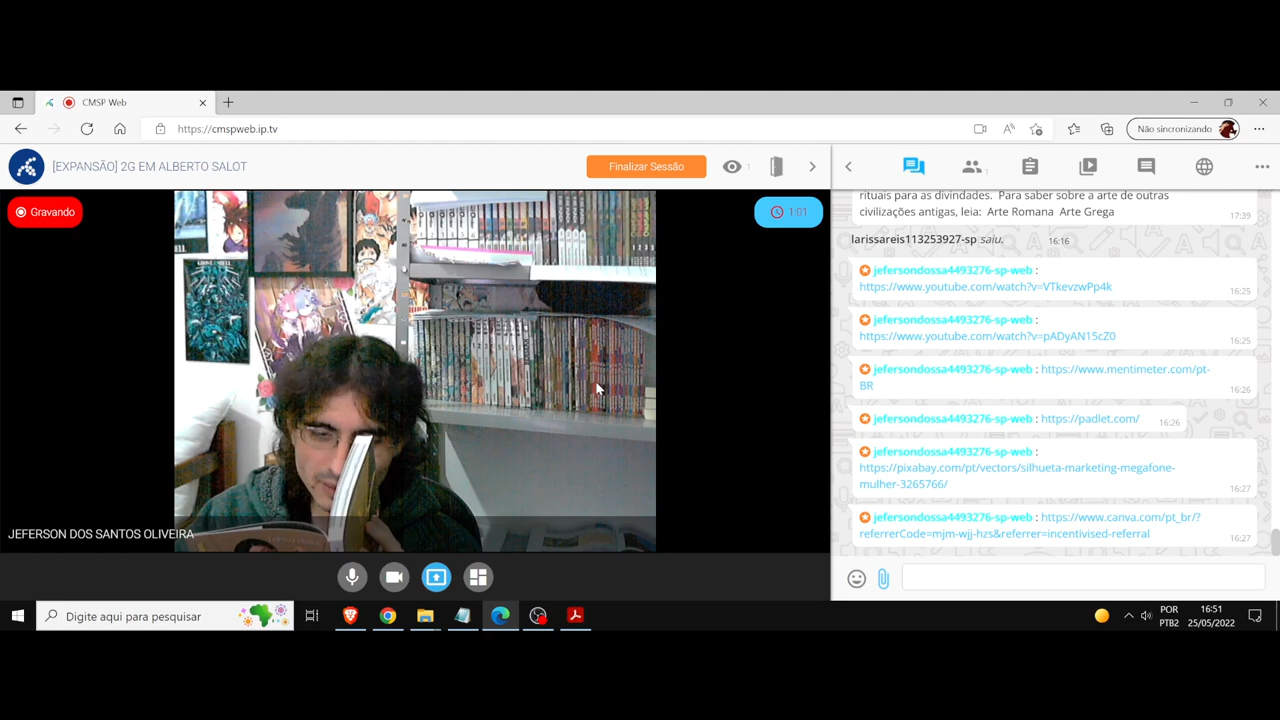 CMSP Web
https://cmspweb.ip.tv
Não sincronizando
[EXPANSÃO] 2G EM ALBERTO SALOT
Finalizar Sessão
1
1
Gravando
1:01
JEFERSON DOS SANTOS OLIVEIRA
rituais para as divindades. Para saber sobre a arte de outras
civilizações antigas, leia: Arte Romana Arte Grega
17:39
larissareis113253927-sp saiu. 16:16
jefersondossa4493276-sp-web :
https://www.youtube.com/watch?v=VTkevzwPp4k
16:25
jefersondossa4493276-sp-web :
https://www.youtube.com/watch?v=pADyAN15cZ0
16:25
jefersondossa4493276-sp-web : https://www.mentimeter.com/pt-
BR
16:26
jefersondossa4493276-sp-web : https://padlet.com/ 16:26
jefersondossa4493276-sp-web :
https://pixabay.com/pt/vectors/silhueta-marketing-megafone-
mulher-3265766/
16:27
jefersondossa4493276-sp-web : https://www.canva.com/pt_br/?
referrerCode=mjm-wjj-hzs&referrer=incentivised-referral
16:27
Digite aqui para pesquisar
POR
PTB2
16:51
25/05/2022